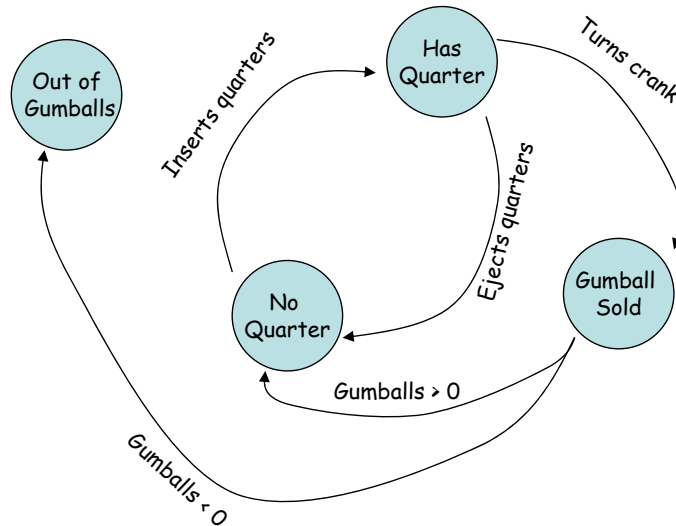 Has
Quarter
Turns crank
Out of
Gumballs
Inserts quarters
Ejects quarters
Gumball
Sold
No
Quarter
Gumballs > 0
Gumballs < 0